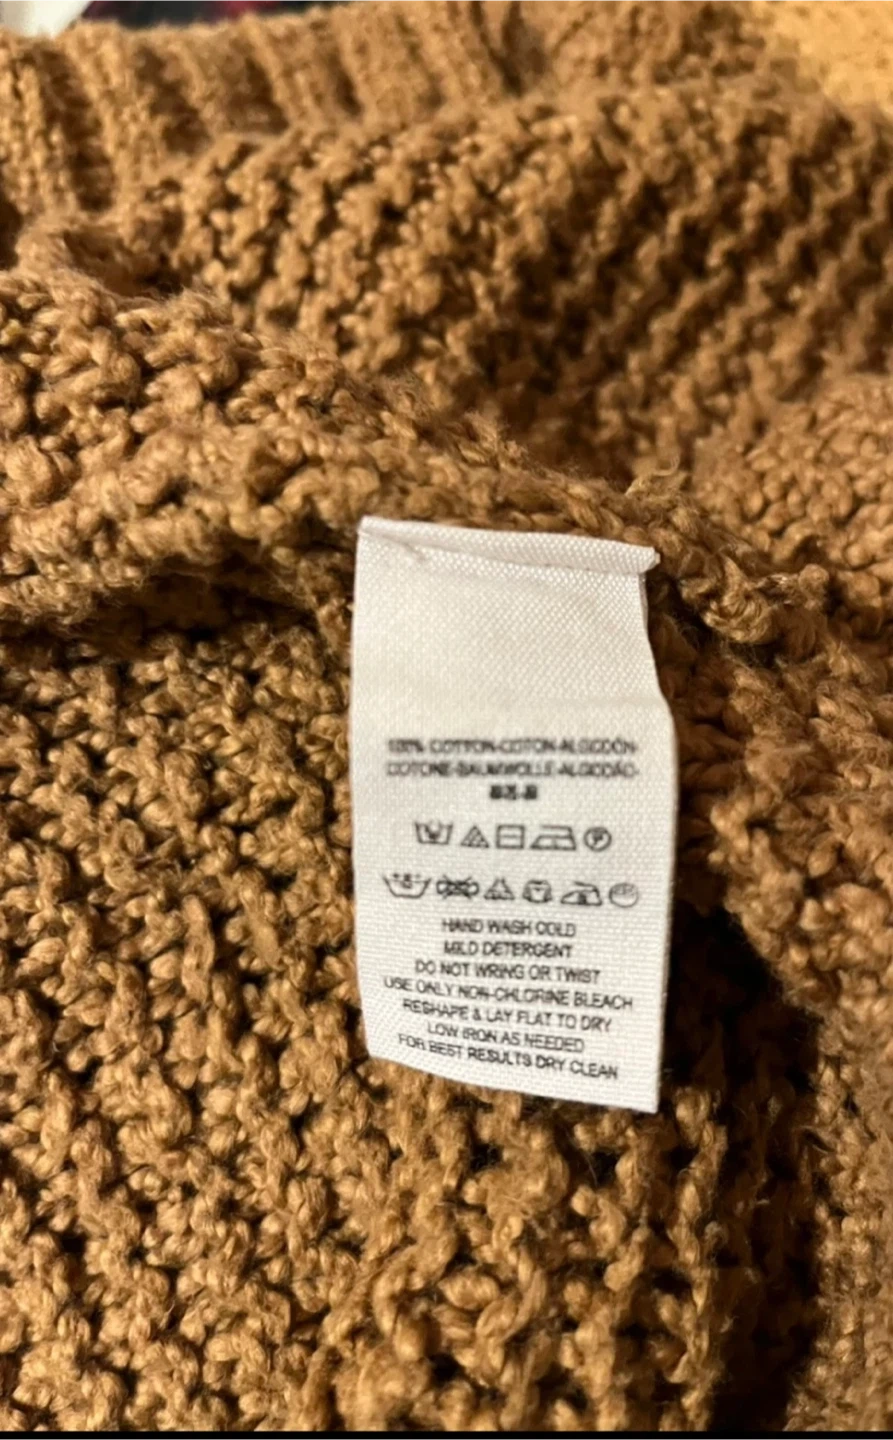 100% COTTON-COTON-ALGODÓN-
COTONE-BAUMWOLLE-ALGODÃO-
HAND WASH COLD
MILD DETERGENT
DO NOT WRING OR TWIST
USE ONLY NON-CHLORINE BLEACH
RESHAPE & LAY FLAT TO DRY
LOW IRON AS NEEDED
FOR BEST RESULTS DRY CLEAN